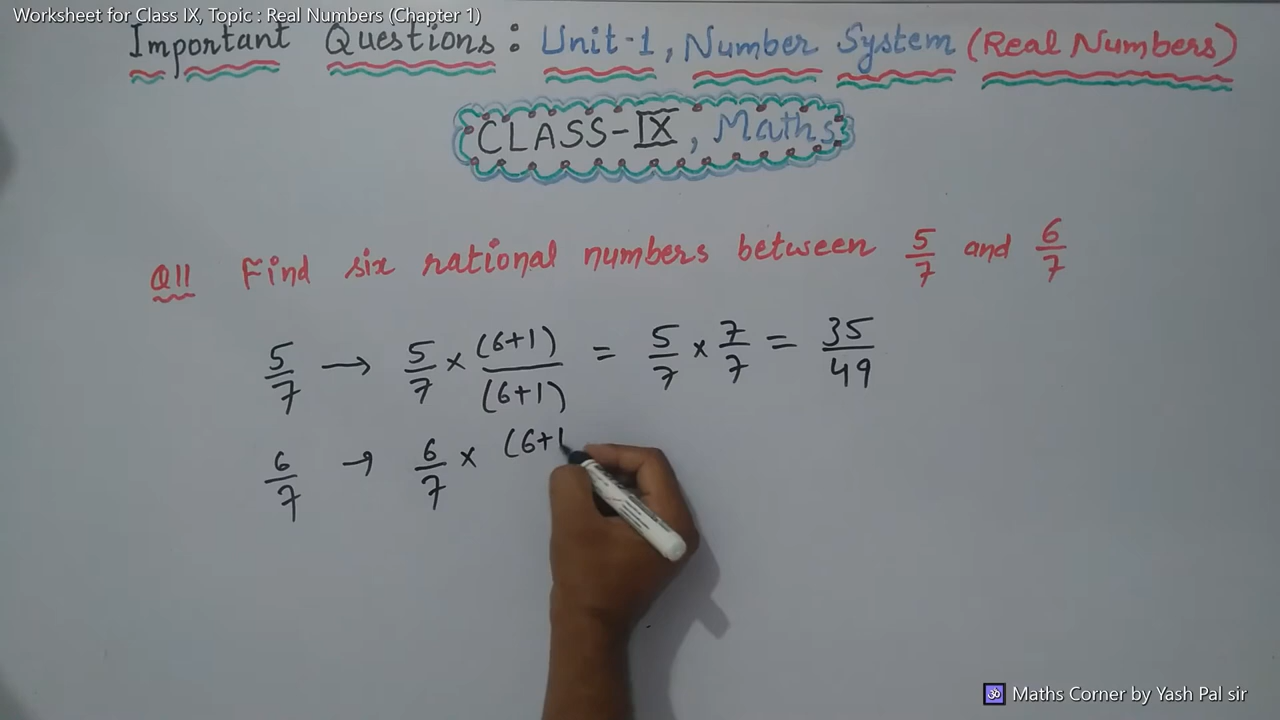 Worksheet for Class IX, Topic : Real Numbers (Chapter 1)
Important Questions: Unit-1, Number System (Real Numbers)
CLASS-IX, Maths
Q11 Find six rational numbers between 5/7 and 6/7
5/7 → 5/7 × (6+1)/(6+1) = 5/7 × 7/7 = 35/49
6/7 → 6/7 × (6+1
Maths Corner by Yash Pal sir